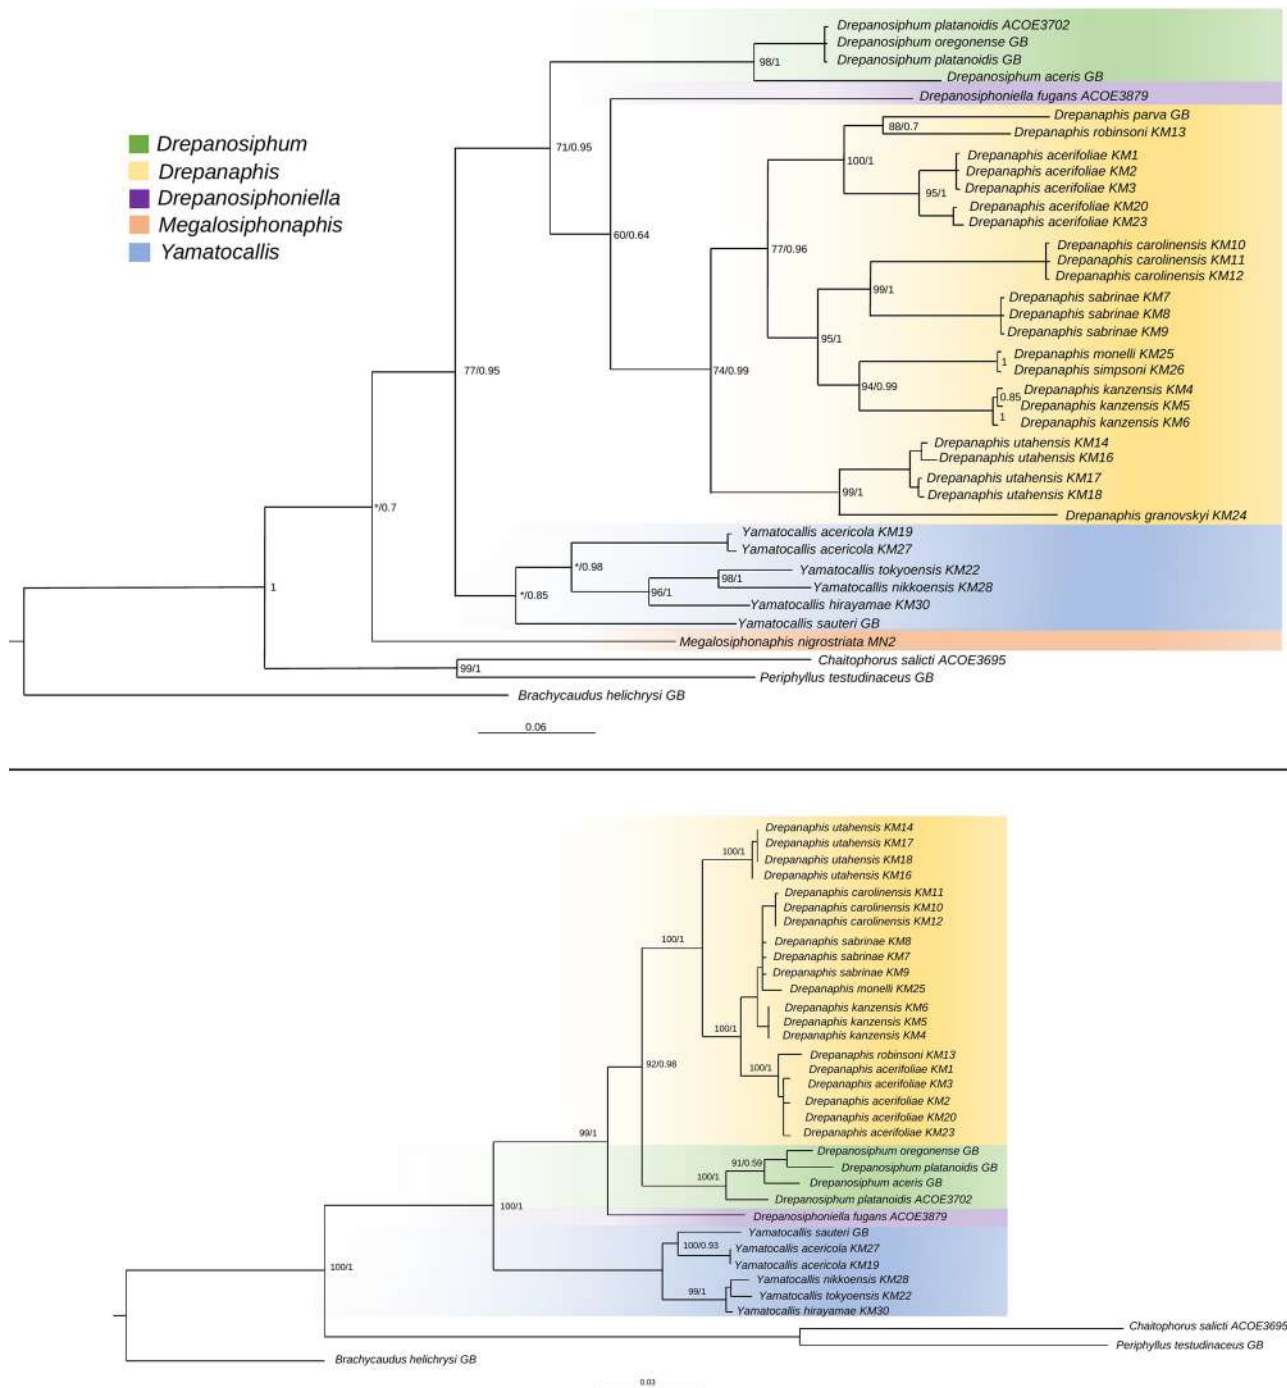 Drepanosiphum platanoidis ACOE3702
Drepanosiphum oregonense GB
Drepanosiphum platanoidis GB
98/1
Drepanosiphum aceris GB
Drepanosiphoniella fugans ACOE3879
Drepanaphis parva GB
88/0.7
Drepanaphis robinsoni KM13
Drepanosiphum
71/0.95
Drepanaphis acerifoliae KM1
100/1
Drepanaphis
Drepanaphis acerifoliae KM2
Drepanaphis acerifoliae KM3
95/1
Drepanosiphoniella
Drepanaphis acerifoliae KM20
Drepanaphis acerifoliae KM23
Megalosiphonaphis
60/0.64
Drepanaphis carolinensis KM10
77/0.96
Yamatocallis
Drepanaphis carolinensis KM11
Drepanaphis carolinensis KM12
99/1
Drepanaphis sabrinae KM7
Drepanaphis sabrinae KM8
Drepanaphis sabrinae KM9
95/1
Drepanaphis monelli KM25
1
Drepanaphis simpsoni KM26
77/0.95
74/0.99
94/0.99
Drepanaphis kanzensis KM4
0.85
Drepanaphis kanzensis KM5
1
Drepanaphis kanzensis KM6
Drepanaphis utahensis KM14
Drepanaphis utahensis KM16
Drepanaphis utahensis KM17
99/1
Drepanaphis utahensis KM18
*/0.7
Drepanaphis granovskyi KM24
Yamatocallis acericola KM19
Yamatocallis acericola KM27
*/0.98
Yamatocallis tokyoensis KM22
98/1
Yamatocallis nikkoensis KM28
1
*/0.85
96/1
Yamatocallis hirayamae KM30
Yamatocallis sauteri GB
Megalosiphonaphis nigrostriata MN2
Chaitophorus salicti ACOE3695
99/1
Periphyllus testudinaceus GB
Brachycaudus helichrysi GB
0.06
Drepanaphis utahensis KM14
Drepanaphis utahensis KM17
100/1
Drepanaphis utahensis KM18
Drepanaphis utahensis KM16
Drepanaphis carolinensis KM11
Drepanaphis carolinensis KM10
Drepanaphis carolinensis KM12
100/1
Drepanaphis sabrinae KM8
Drepanaphis sabrinae KM7
Drepanaphis sabrinae KM9
Drepanaphis monelli KM25
Drepanaphis kanzensis KM6
Drepanaphis kanzensis KM5
100/1
Drepanaphis kanzensis KM4
Drepanaphis robinsoni KM13
92/0.98
100/1
Drepanaphis acerifoliae KM1
Drepanaphis acerifoliae KM3
Drepanaphis acerifoliae KM2
Drepanaphis acerifoliae KM20
99/1
Drepanaphis acerifoliae KM23
Drepanosiphum oregonense GB
91/0.59
Drepanosiphum platanoidis GB
100/1
Drepanosiphum aceris GB
Drepanosiphum platanoidis ACOE3702
100/1
Drepanosiphoniella fugans ACOE3879
Yamatocallis sauteri GB
100/0.93
Yamatocallis acericola KM27
Yamatocallis acericola KM19
100/1
Yamatocallis nikkoensis KM28
99/1
Yamatocallis tokyoensis KM22
Yamatocallis hirayamae KM30
Chaitophorus salicti ACOE3695
Periphyllus testudinaceus GB
Brachycaudus helichrysi GB
0.03